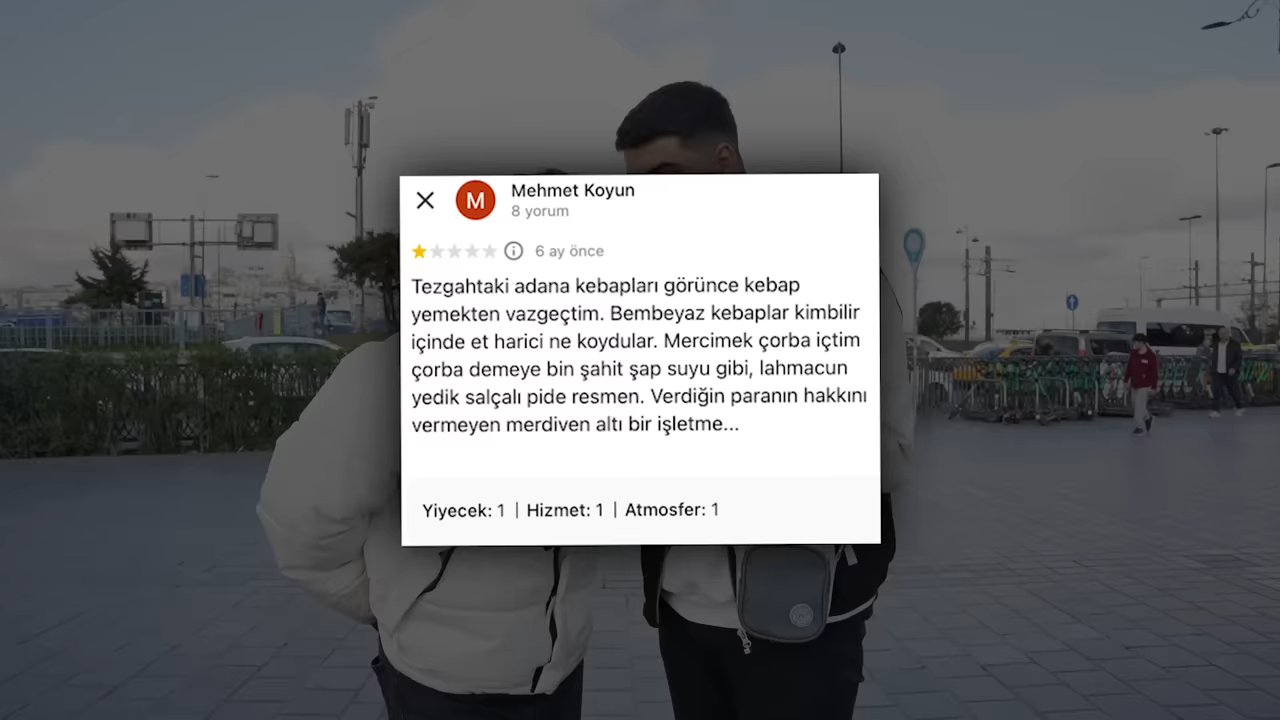 M
Mehmet Koyun
8 yorum
6 ay önce
Tezgahtaki adana kebapları görünce kebap
yemekten vazgeçtim. Bembeyaz kebaplar kimbilir
içinde et harici ne koydular. Mercimek çorba içtim
çorba demeye bin şahit şap suyu gibi, lahmacun
yedik salçalı pide resmen. Verdiğin paranın hakkını
vermeyen merdiven altı bir işletme...
Yiyecek: 1 | Hizmet: 1 | Atmosfer: 1